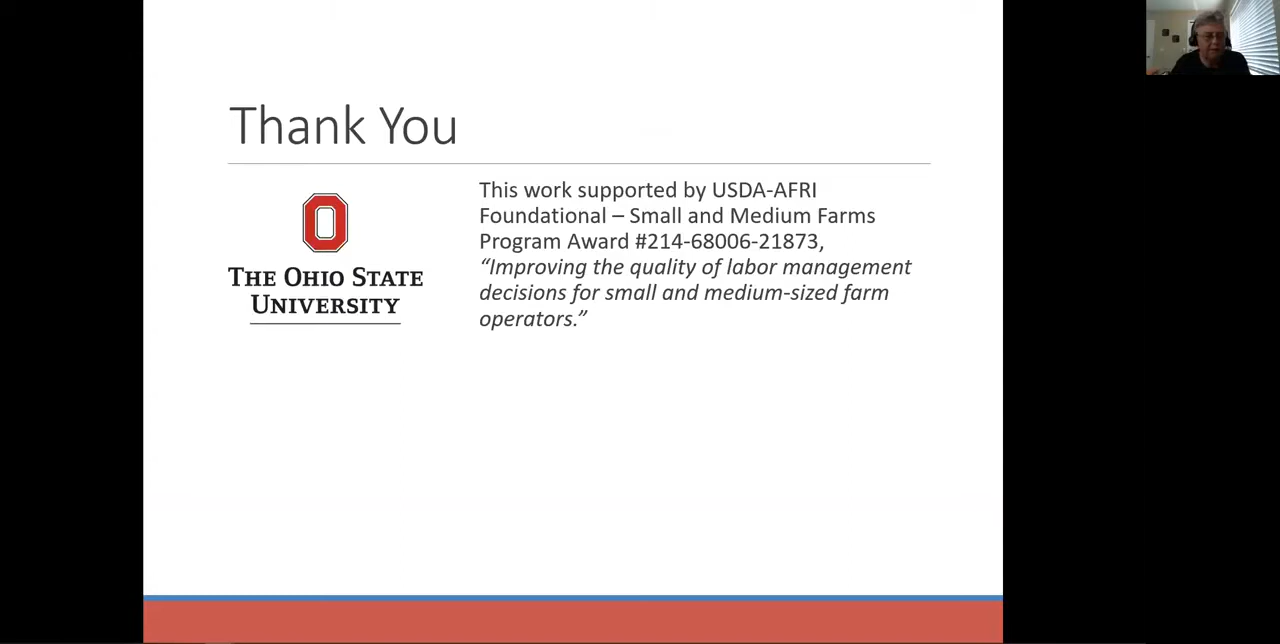 Thank You
This work supported by USDA-AFRI
Foundational – Small and Medium Farms
Program Award #214-68006-21873,
“Improving the quality of labor management
decisions for small and medium-sized farm
operators.”
THE OHIO STATE
UNIVERSITY